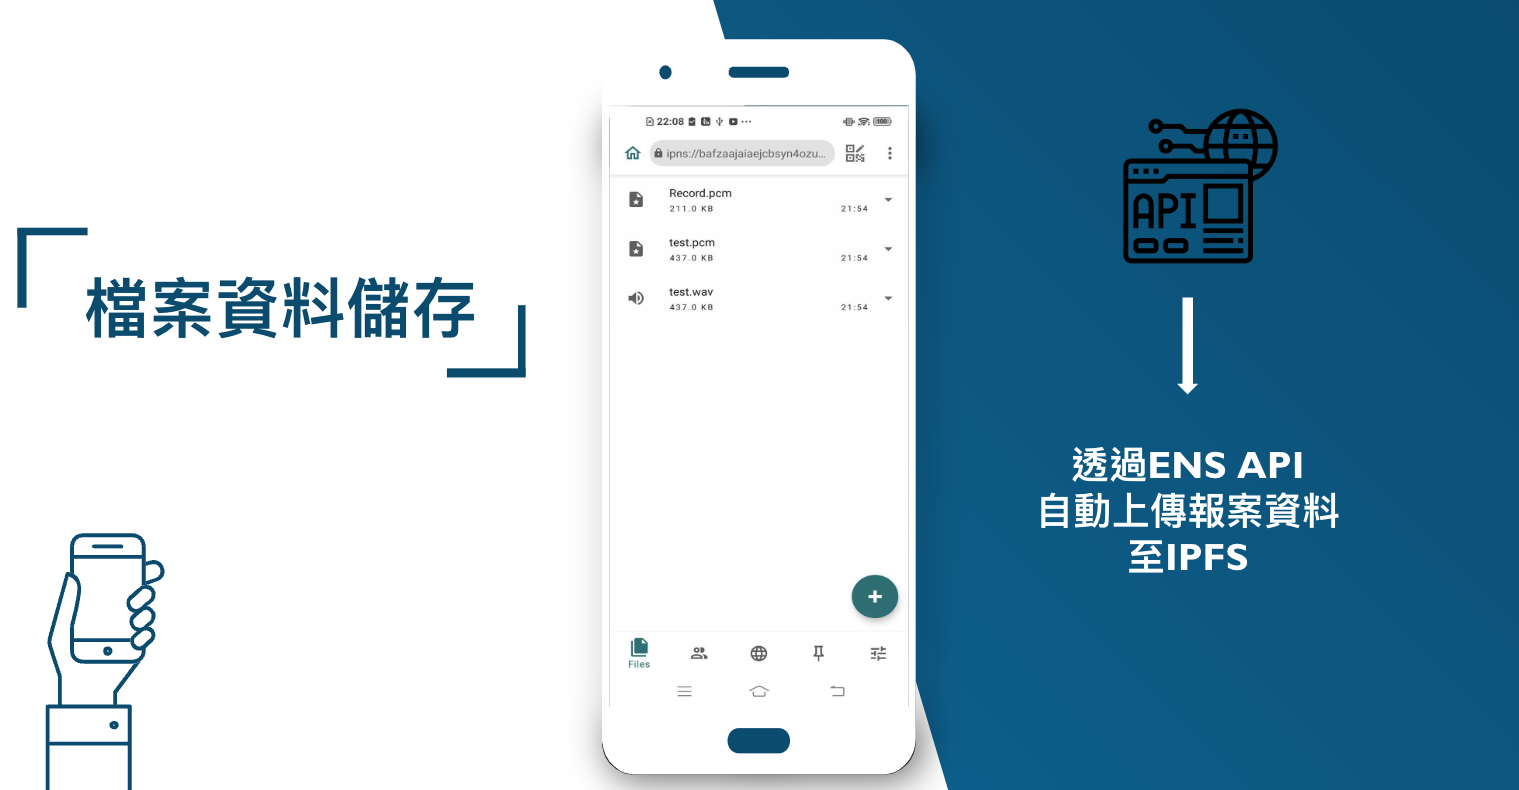 檔案資料儲存
22:08
100
ipns://bafzaajaiaejcbsyn4ozu...
Record.pcm
211.0 KB
21:54
test.pcm
437.0 KB
21:54
test.wav
437.0 KB
21:54
+
Files
API
透過ENS API
自動上傳報案資料
至IPFS